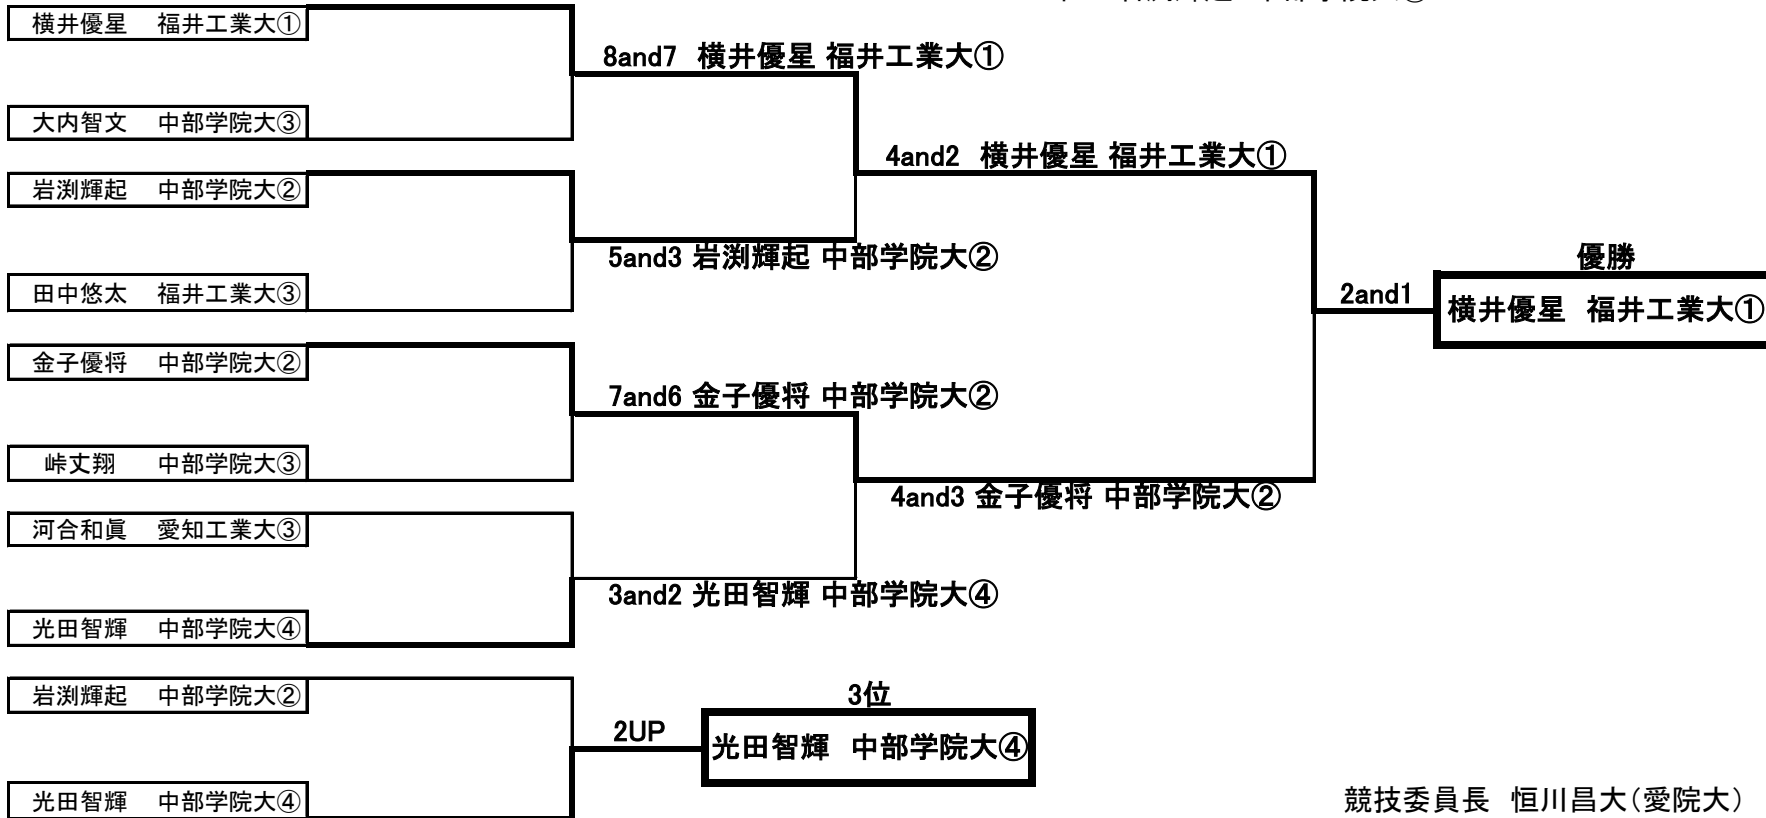 横井優星 福井工業大①
8and7 横井優星 福井工業大①
大内智文 中部学院大③
4and2 横井優星 福井工業大①
岩渕輝起 中部学院大②
5and3 岩渕輝起 中部学院大②
優勝
田中悠太 福井工業大③
2and1
横井優星 福井工業大①
金子優将 中部学院大②
7and6 金子優将 中部学院大②
峠丈翔 中部学院大③
4and3 金子優将 中部学院大②
河合和眞 愛知工業大③
3and2 光田智輝 中部学院大④
光田智輝 中部学院大④
岩渕輝起 中部学院大②
3位
2UP
光田智輝 中部学院大④
光田智輝 中部学院大④
競技委員長 恒川昌大(愛院大)